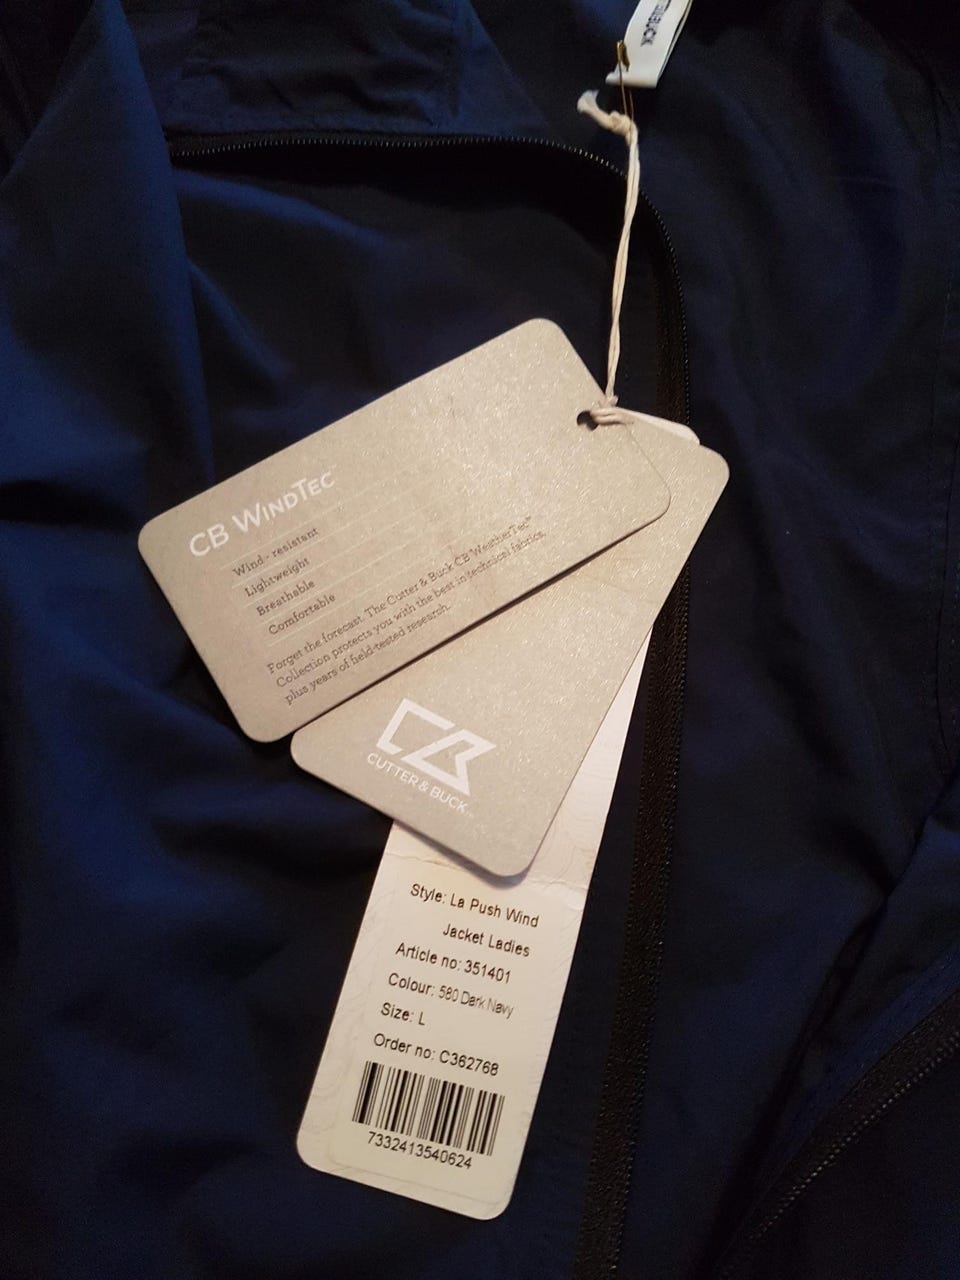 CB WINDTEC
Wind - resistant
Lightweight
Breathable
Comfortable
Forget the forecast. The Cutter & Buck CB WeatherTec™
Collection protects you with the best in technical fabrics,
plus years of field-tested research.
CB
CUTTER & BUCK
Style: La Push Wind
Jacket Ladies
Article no: 351401
Colour: 580 Dark Navy
Size: L
Order no: C362768
7332413540624